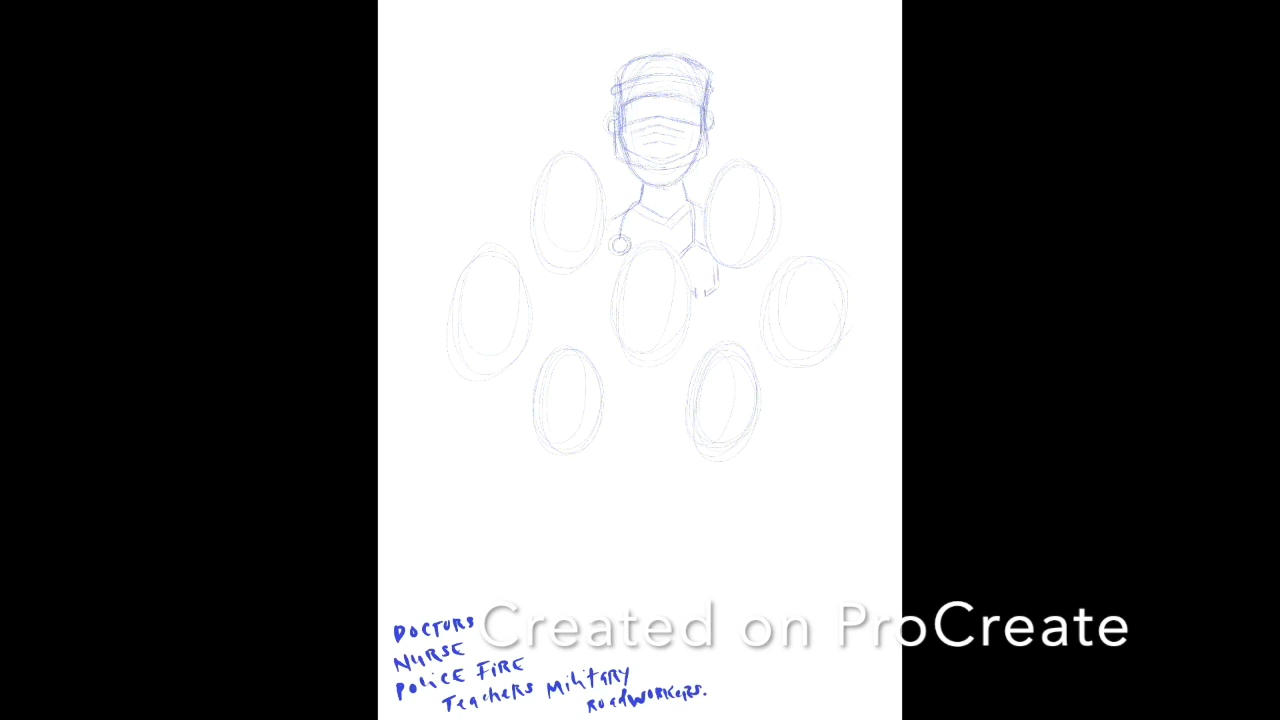 DOCTORS
Created on ProCreate
NURSE
POLICE FIRE
Teachers Military
RoadWORKERS.